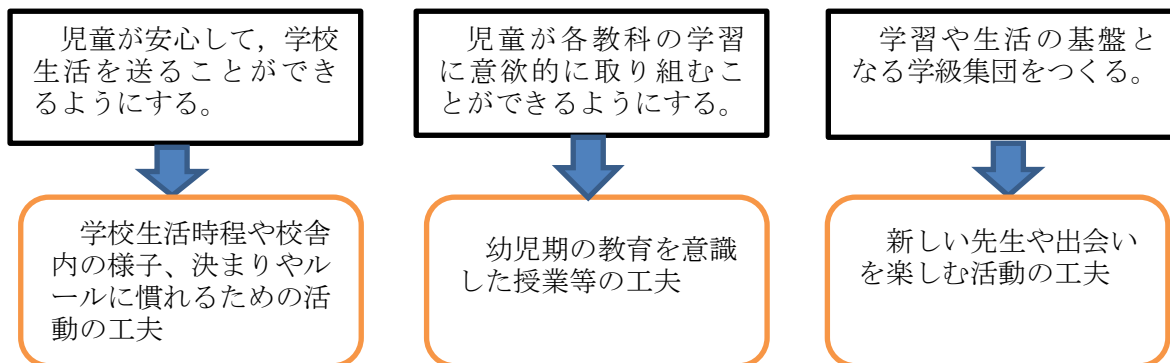 児童が安心して，学校
生活を送ることができ
るようにする。
児童が各教科の学習
に意欲的に取り組むこ
とができるようにする。
学習や生活の基盤と
なる学級集団をつくる。
学校生活時程や校舎
内の様子、決まりやル
ールに慣れるための活
動の工夫
幼児期の教育を意識
した授業等の工夫
新しい先生や出会い
を楽しむ活動の工夫